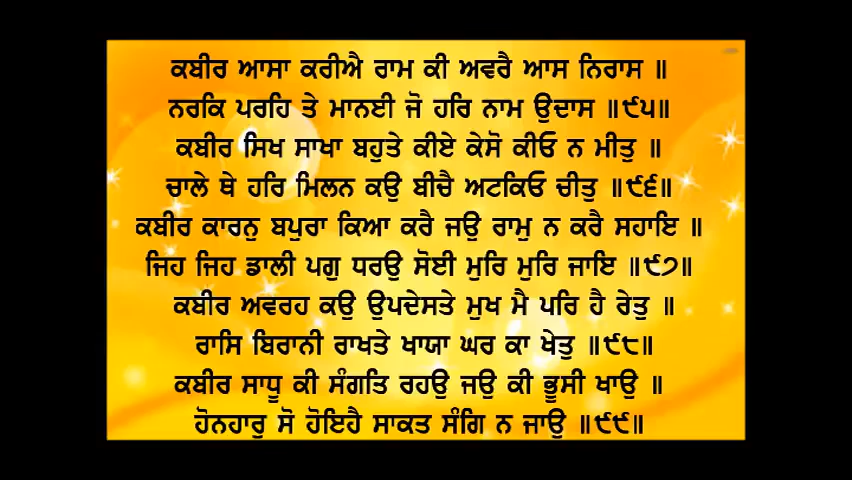 ਕਬੀਰ ਆਸਾ ਕਰੀਐ ਰਾਮ ਕੀ ਅਵਰੈ ਆਸ ਨਿਰਾਸ ॥
ਨਰਕਿ ਪਰਹਿ ਤੇ ਮਾਨਈ ਜੋ ਹਰਿ ਨਾਮ ਉਦਾਸ ॥੯੫॥
ਕਬੀਰ ਸਿਖ ਸਾਖਾ ਬਹੁਤੇ ਕੀਏ ਕੇਸੋ ਕੀਓ ਨ ਮੀਤੁ ॥
ਚਾਲੇ ਥੇ ਹਰਿ ਮਿਲਨ ਕਉ ਬੀਚੈ ਅਟਕਿਓ ਚੀਤੁ ॥੯੬॥
ਕਬੀਰ ਕਾਰਨੁ ਬਪੁਰਾ ਕਿਆ ਕਰੈ ਜਉ ਰਾਮੁ ਨ ਕਰੈ ਸਹਾਇ ॥
ਜਿਹ ਜਿਹ ਡਾਲੀ ਪਗੁ ਧਰਉ ਸੋਈ ਮੁਰਿ ਮੁਰਿ ਜਾਇ ॥੯੭॥
ਕਬੀਰ ਅਵਰਹ ਕਉ ਉਪਦੇਸਤੇ ਮੁਖ ਮੈ ਪਰਿ ਹੈ ਰੇਤੁ ॥
ਰਾਸਿ ਬਿਰਾਨੀ ਰਾਖਤੇ ਖਾਯਾ ਘਰ ਕਾ ਖੇਤੁ ॥੯੮॥
ਕਬੀਰ ਸਾਧੂ ਕੀ ਸੰਗਤਿ ਰਹਉ ਜਉ ਕੀ ਭੂਸੀ ਖਾਉ ॥
ਹੋਨਹਾਰੁ ਸੋ ਹੋਇਹੈ ਸਾਕਤ ਸੰਗਿ ਨ ਜਾਉ ॥੯੯॥